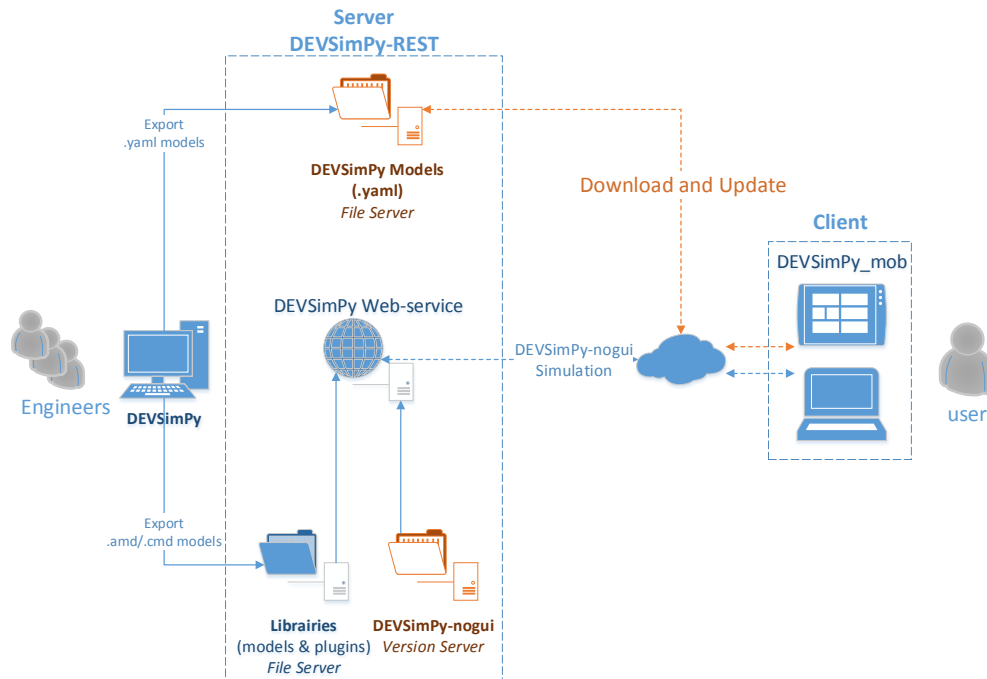 Server
DEVSimPy-REST
Export
.yaml models
DEVSimPy Models
(.yaml)
File Server
Download and Update
Client
DEVSimPy_mob
DEVSimPy Web-service
DEVSimPy-nogui
Simulation
Engineers
DEVSimPy
user
Export
.amd/.cmd models
Librairies
(models & plugins)
File Server
DEVSimPy-nogui
Version Server